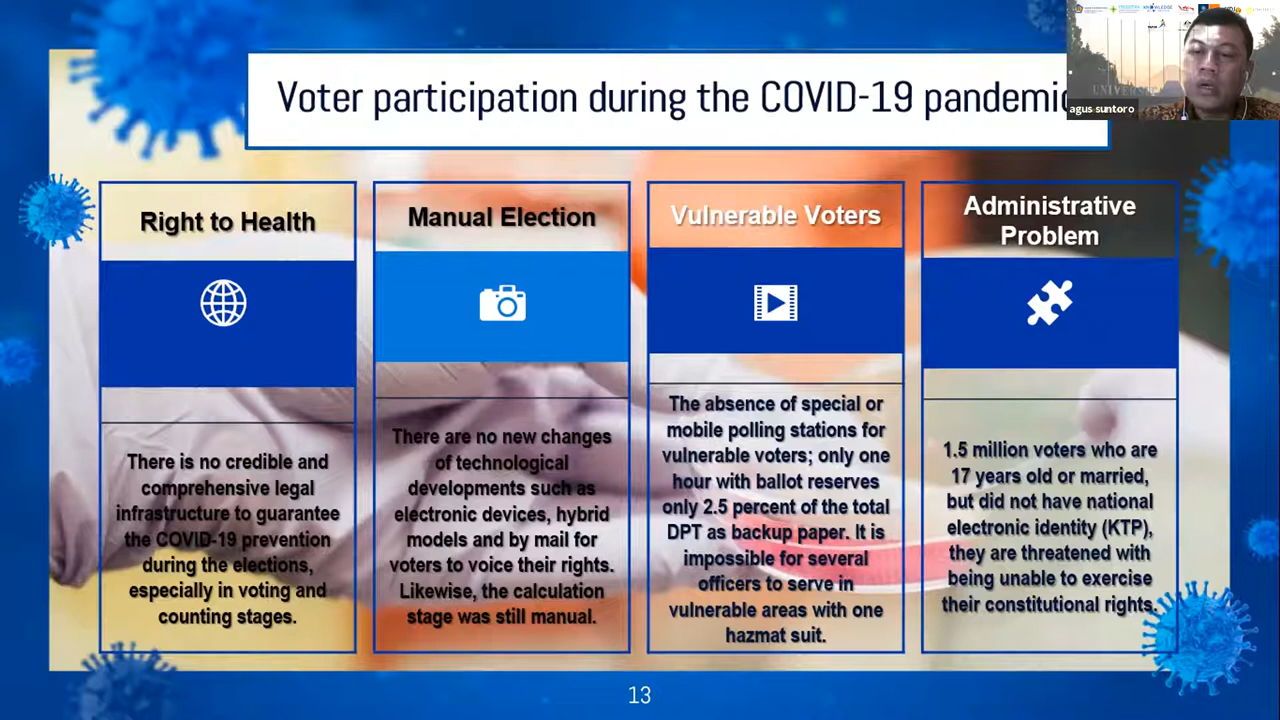 Voter participation during the COVID-19 pandemic
agus suntoro
Right to Health
There is no credible and
comprehensive legal
infrastructure to guarantee
the COVID-19 prevention
during the elections,
especially in voting and
counting stages.
Manual Election
There are no new changes
of technological
developments such as
electronic devices, hybrid
models and by mail for
voters to voice their rights.
Likewise, the calculation
stage was still manual.
Vulnerable Voters
The absence of special or
mobile polling stations for
vulnerable voters; only one
hour with ballot reserves
only 2.5 percent of the total
DPT as backup paper. It is
impossible for several
officers to serve in
vulnerable areas with one
hazmat suit.
Administrative
Problem
1.5 million voters who are
17 years old or married,
but did not have national
electronic identity (KTP),
they are threatened with
being unable to exercise
their constitutional rights.
13